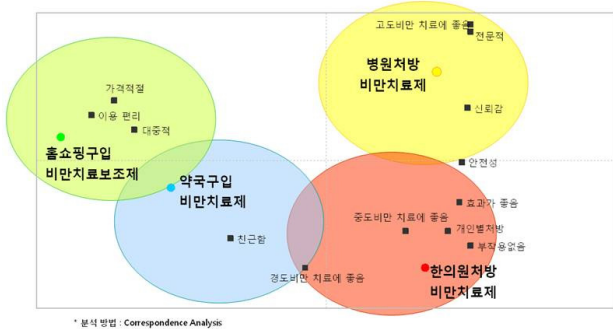 고도비만 치료에 좋음
전문적
병원처방
비만치료제
가격적절
이용 편리
대중적
신뢰감
홈쇼핑구입
비만치료보조제
안전성
약국구입
비만치료제
효과가 좋음
중도비만 치료에 좋음
개인별처방
친근함
부작용없음
경도비만 치료에 좋음
한의원처방
비만치료제
* 분석 방법 : Correspondence Analysis